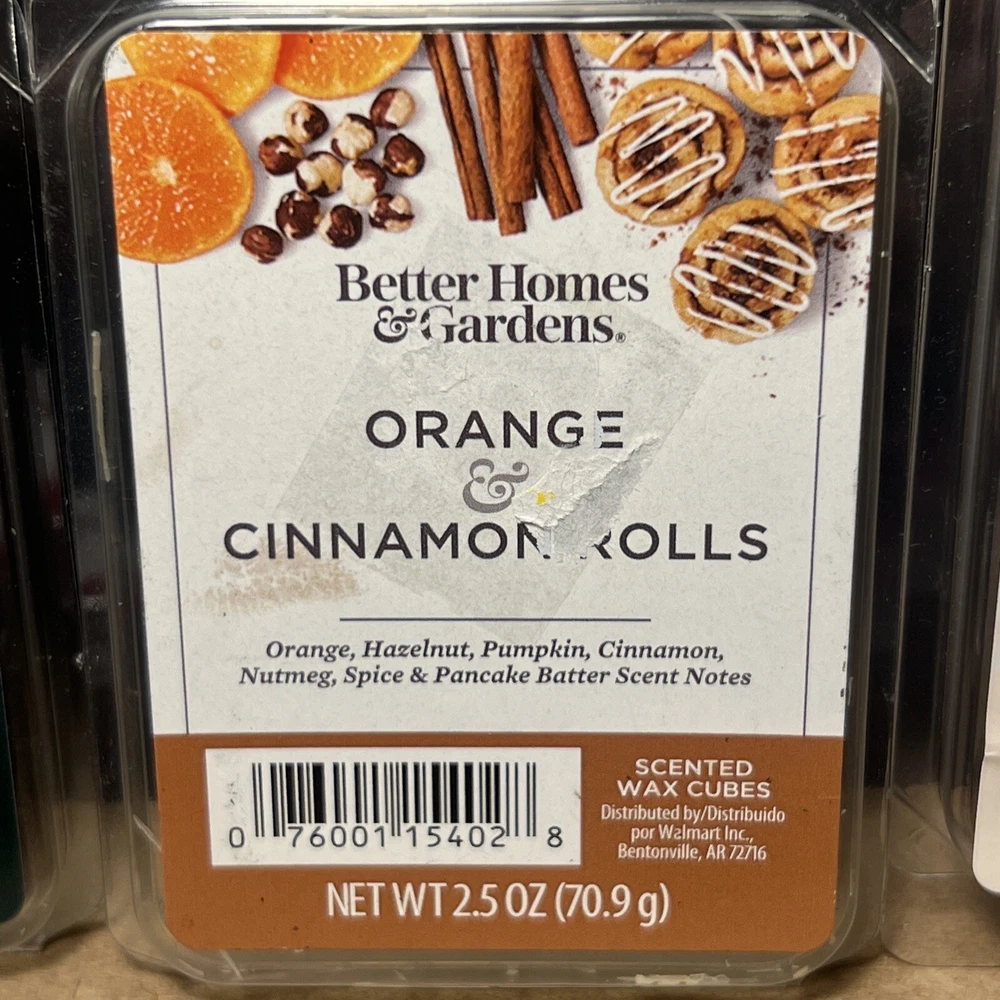 Better Homes
& Gardens®
ORANGE
&
CINNAMON ROLLS
Orange, Hazelnut, Pumpkin, Cinnamon,
Nutmeg, Spice & Pancake Batter Scent Notes
0 76001 15402 8
SCENTED
WAX CUBES
Distributed by/Distribuido
por Walmart Inc.,
Bentonville, AR 72716
NET WT 2.5 OZ (70.9 g)